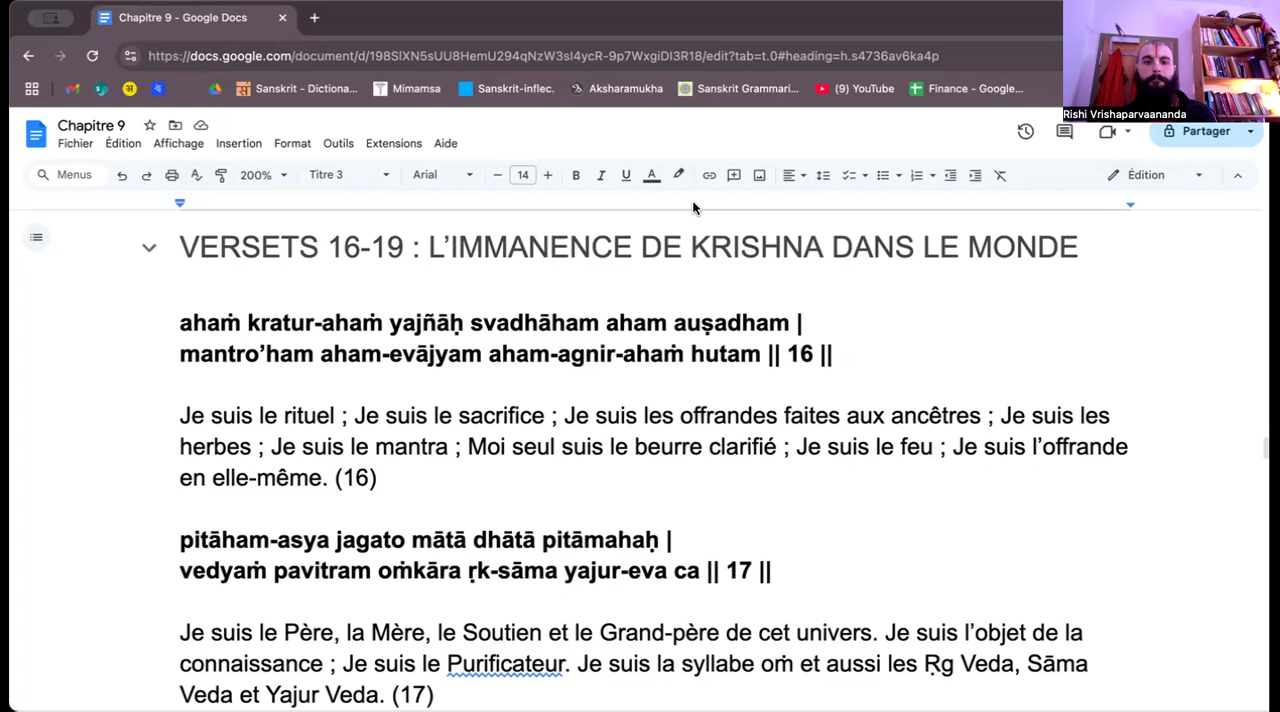 Chapitre 9 - Google Docs
https://docs.google.com/document/d/198SlXN5sUU8HemU294qNzW3sI4ycR-9p7WxgiDI3R18/edit?tab=t.0#heading=h.s4736av6ka4p
Sanskrit - Dictiona... Mimamsa Sanskrit-inflec. Aksharamukha Sanskrit Grammari... (9) YouTube Finance - Google...
Rishi Vrishaparvaananda
Chapitre 9
Partager
Fichier Édition Affichage Insertion Format Outils Extensions Aide
Menus 200% Titre 3 Arial 14 B I U A Édition
VERSETS 16-19 : L’IMMANENCE DE KRISHNA DANS LE MONDE
ahaṁ kratur-ahaṁ yajñāḥ svadhāham aham auṣadham |
mantro’ham aham-evājyam aham-agnir-ahaṁ hutam || 16 ||
Je suis le rituel ; Je suis le sacrifice ; Je suis les offrandes faites aux ancêtres ; Je suis les
herbes ; Je suis le mantra ; Moi seul suis le beurre clarifié ; Je suis le feu ; Je suis l’offrande
en elle-même. (16)
pitāham-asya jagato mātā dhātā pitāmahaḥ |
vedyaṁ pavitram oṁkāra ṛk-sāma yajur-eva ca || 17 ||
Je suis le Père, la Mère, le Soutien et le Grand-père de cet univers. Je suis l’objet de la
connaissance ; Je suis le Purificateur. Je suis la syllabe oṁ et aussi les Ṛg Veda, Sāma
Veda et Yajur Veda. (17)